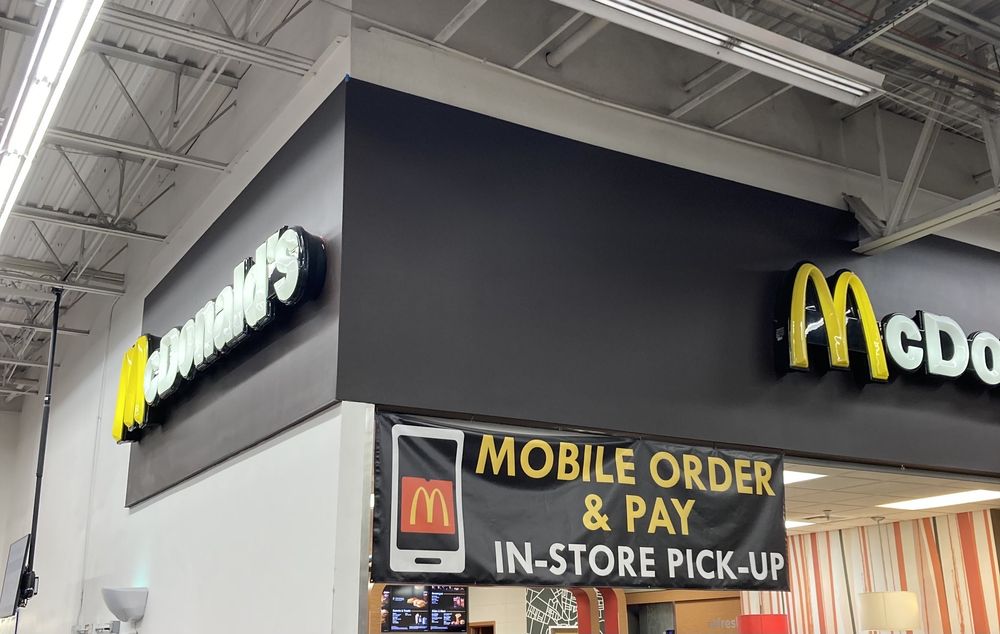 McDonald's
McDo
MOBILE ORDER
& PAY
IN-STORE PICK-UP